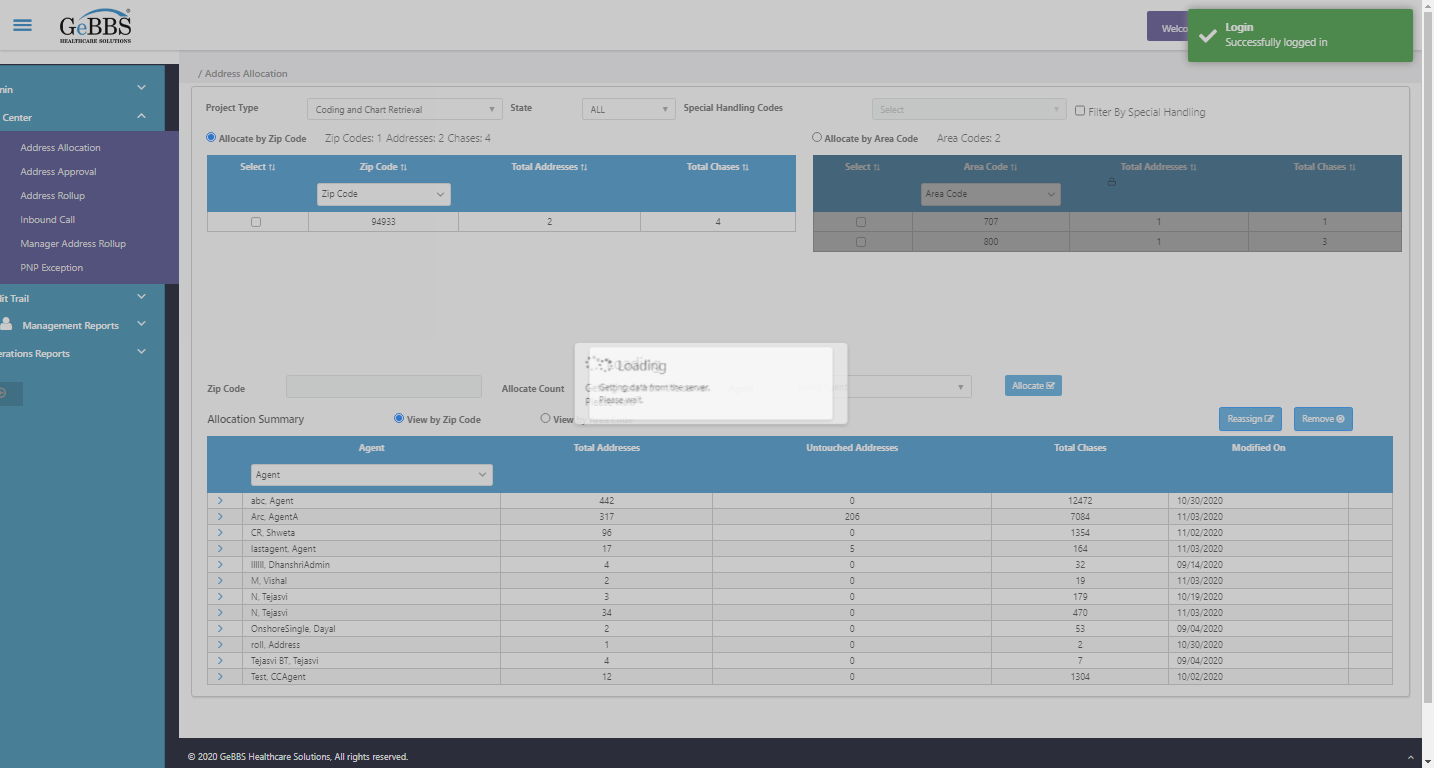 GeBBS
HEALTHCARE SOLUTIONS
Welco
Login
Successfully logged in
min
Center
Address Allocation
Address Approval
Address Rollup
Inbound Call
Manager Address Rollup
PNP Exception
dit Trail
Management Reports
erations Reports
/ Address Allocation
Project Type Coding and Chart Retrieval State ALL Special Handling Codes Select Filter By Special Handling
Allocate by Zip Code Zip Codes: 1 Addresses: 2 Chases: 4
Select Zip Code Total Addresses Total Chases
Zip Code
94933 2 4
Allocate by Area Code Area Codes: 2
Select Area Code Total Addresses Total Chases
Area Code
707 1 1
800 1 3
Loading
Getting data from the server.
Please wait.
Zip Code Allocate Count Allocate
Allocation Summary View by Zip Code View Reassign Remove
Agent Total Addresses Untouched Addresses Total Chases Modified On
Agent
abc, Agent 442 0 12472 10/30/2020
Arc, AgentA 317 206 7084 11/03/2020
CR, Shweta 96 0 1354 11/02/2020
lastagent, Agent 17 5 164 11/03/2020
llllll, DhanshriAdmin 4 0 32 09/14/2020
M, Vishal 2 0 19 11/03/2020
N, Tejasvi 3 0 179 10/19/2020
N, Tejasvi 34 0 470 11/03/2020
OnshoreSingle, Dayal 2 0 53 09/04/2020
roll, Address 1 0 2 10/30/2020
Tejasvi BT, Tejasvi 4 0 7 09/04/2020
Test, CCAgent 12 0 1304 10/02/2020
© 2020 GeBBS Healthcare Solutions, All rights reserved.